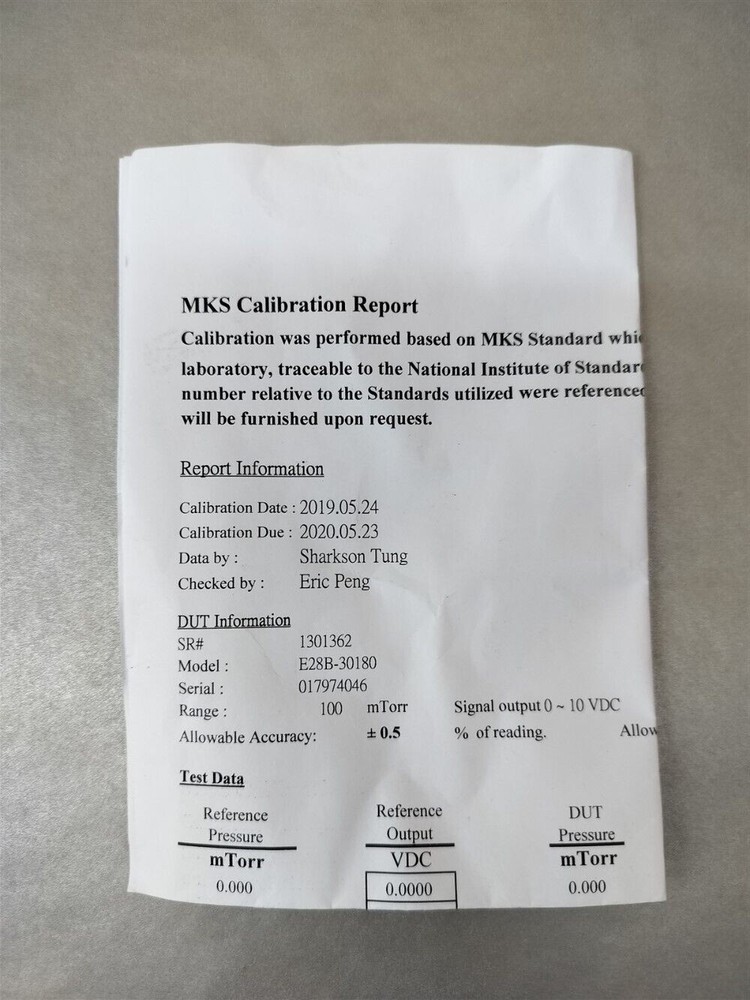 MKS Calibration Report
Calibration was performed based on MKS Standard
laboratory, traceable to the National Institute of
number relative to the Standards utilized were referenced
will be furnished upon request.
Report Information
Calibration Date : 2019.05.24
Calibration Due : 2020.05.23
Data by : Sharkson Tung
Checked by : Eric Peng
DUT Information
SR# 1301362
Model : E28B-30180
Serial : 017974046
Range : 100 mTorr Signal output 0 ~ 10 VDC
Allowable Accuracy: ± 0.5 % of reading.
Test Data
Reference Reference DUT
Pressure Output Pressure
mTorr VDC mTorr
0.000 0.0000 0.000